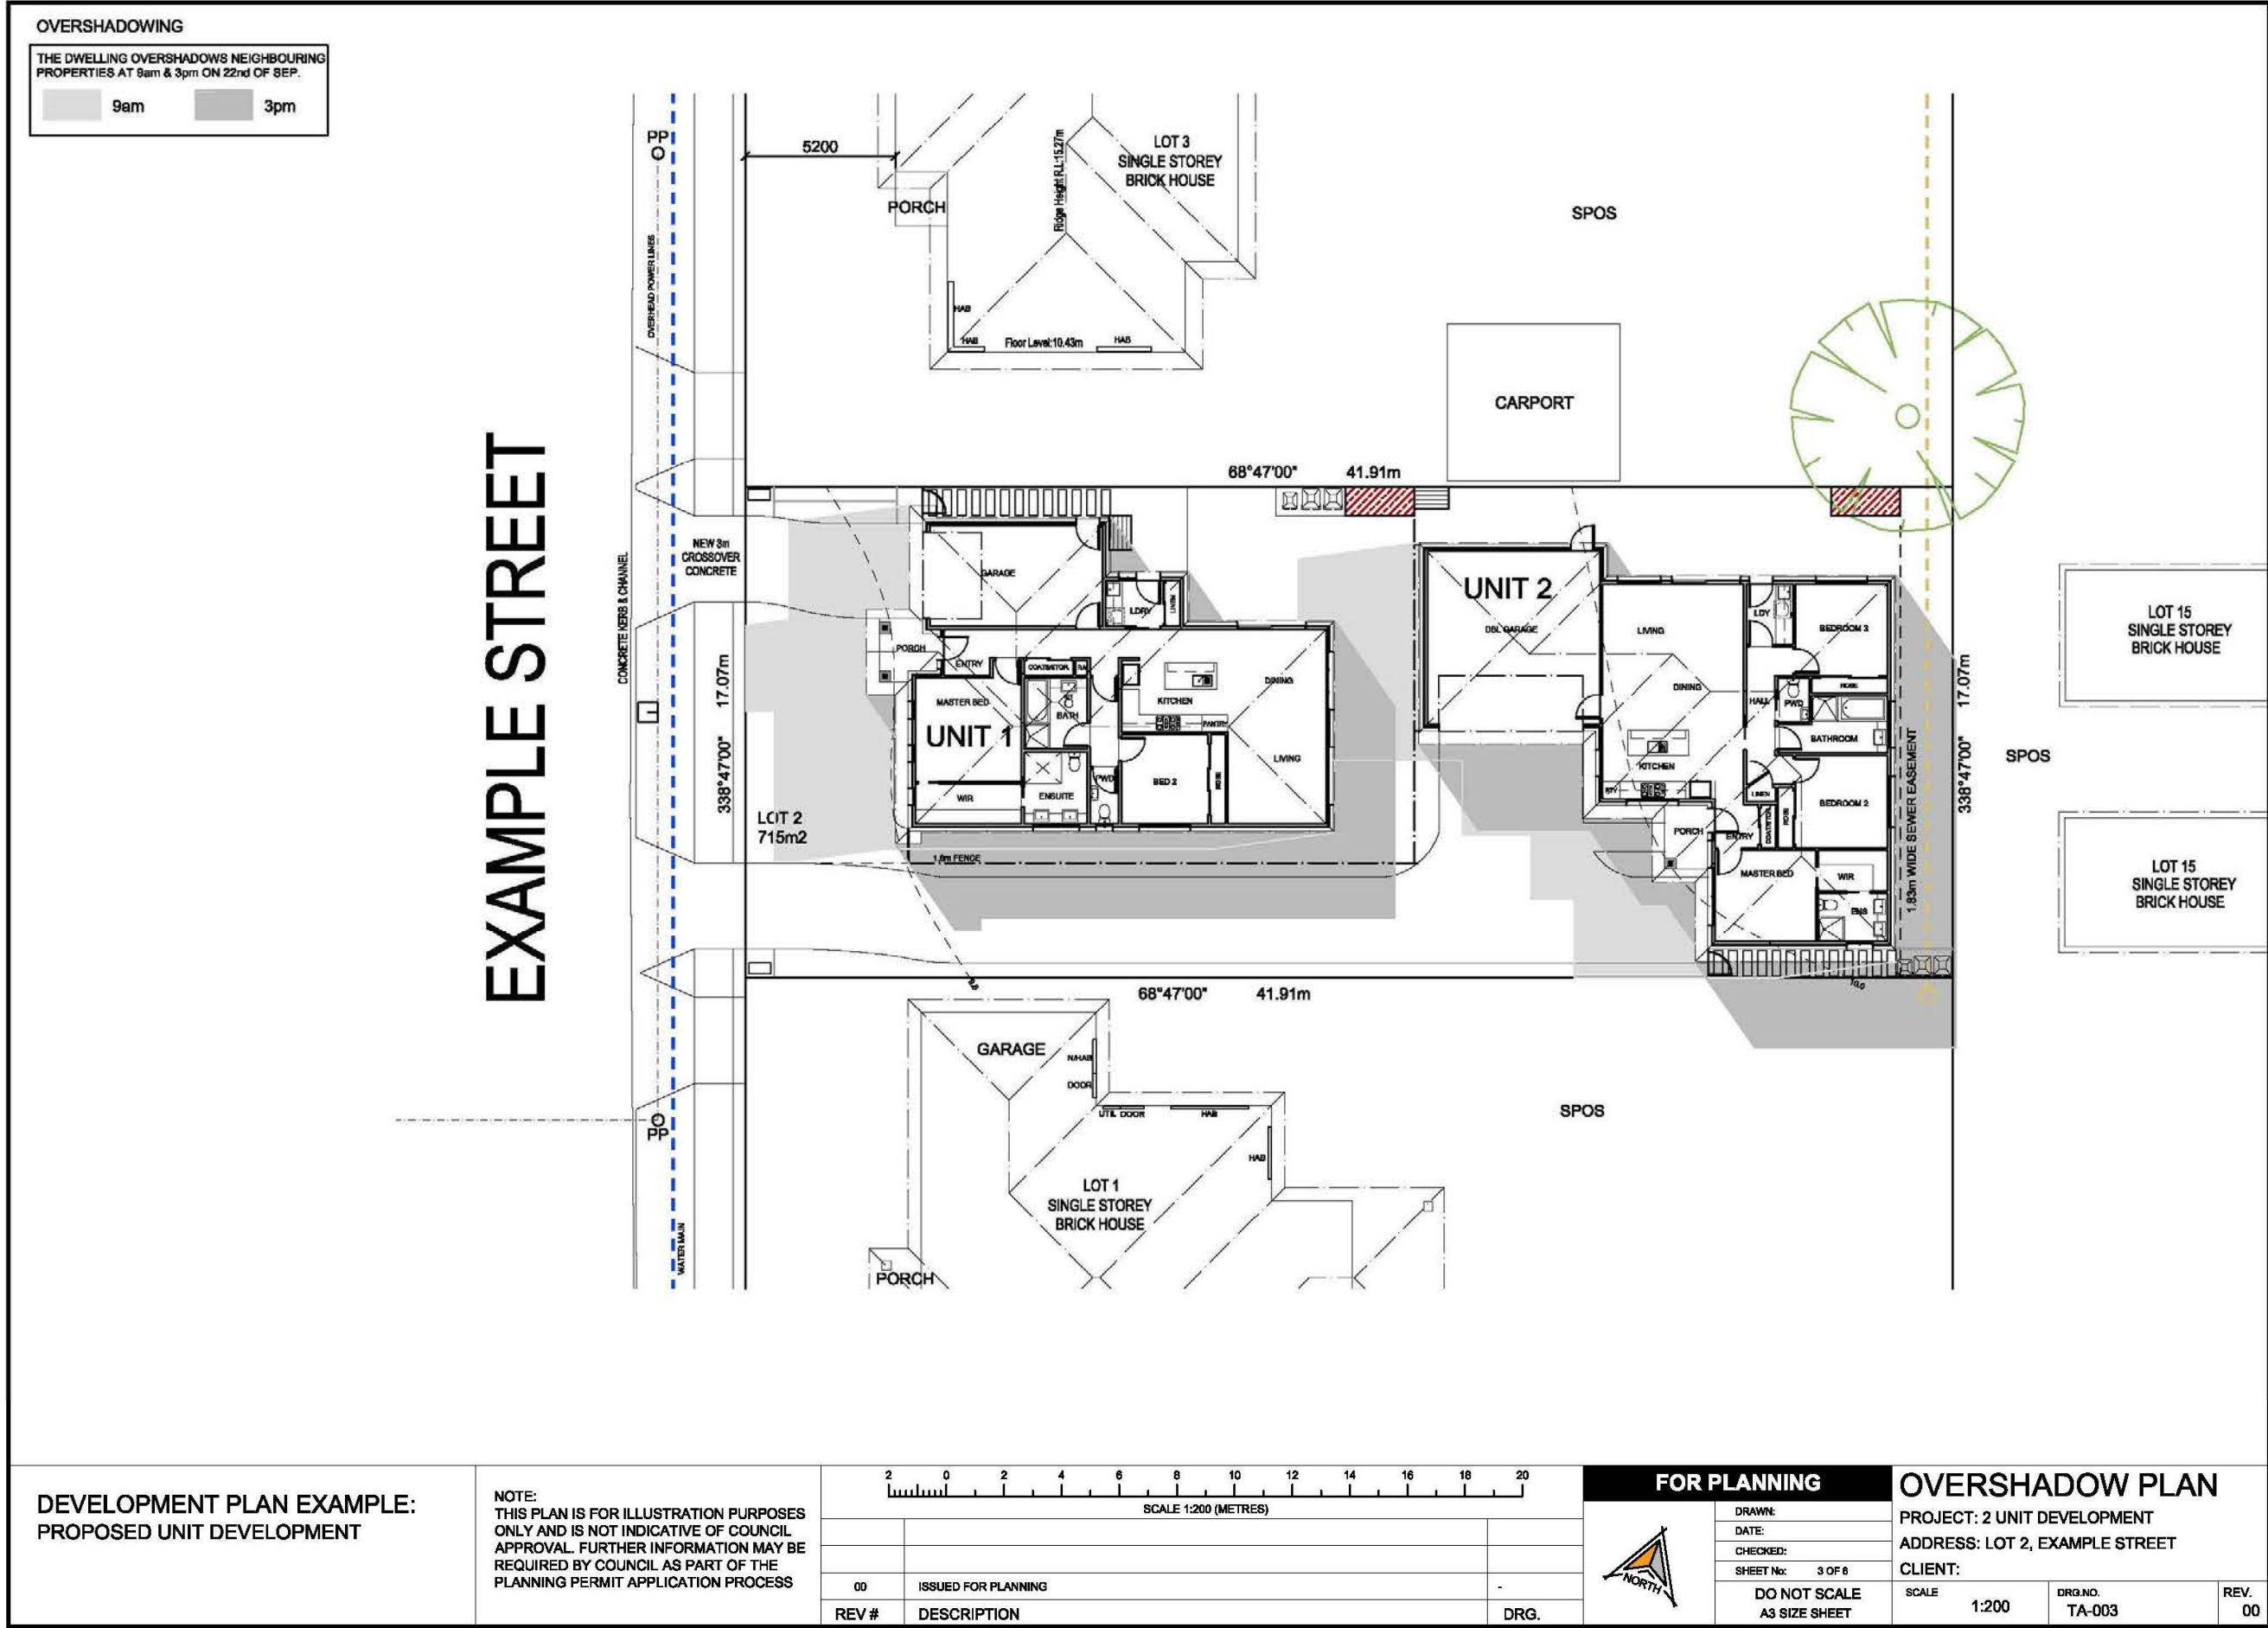 OVERSHADOWING
THE DWELLING OVERSHADOWS NEIGHBOURING
PROPERTIES AT 9am & 3pm ON 22nd OF SEP.
9am
3pm
PP
5200
OVERHEAD POWER LINES
PORCH
Ridge Height R.L:15.27m
LOT 3
SINGLE STOREY
BRICK HOUSE
SPOS
HAB
HAB
Floor Level:10.43m
HAB
CARPORT
EXAMPLE STREET
68°47'00"
41.91m
CONCRETE KERB & CHANNEL
NEW 3m
CROSSOVER
CONCRETE
338°47'00"
17.07m
LOT 2
715m2
GARAGE
LDRY
LINEN
PORCH
ENTRY
MASTER BED
UNIT 1
BATH
KITCHEN
PANTRY
DINING
LIVING
WIR
ENSUITE
PWD
BED 2
ROBE
1.8m FENCE
UNIT 2
DBL GARAGE
LIVING
LDY
BEDROOM 3
DINING
ROBE
HALL
PWD
BATHROOM
KITCHEN
LINEN
ROBE
BEDROOM 2
PORCH
ENTRY
MASTER BED
WIR
ENS
1.83m WIDE SEWER EASEMENT
338°47'00"
17.07m
LOT 15
SINGLE STOREY
BRICK HOUSE
SPOS
LOT 15
SINGLE STOREY
BRICK HOUSE
68°47'00"
41.91m
10.0
GARAGE
N/HAB
DOOR
UTIL DOOR
HAB
HAB
SPOS
PP
LOT 1
SINGLE STOREY
BRICK HOUSE
WATER MAIN
PORCH
DEVELOPMENT PLAN EXAMPLE:
PROPOSED UNIT DEVELOPMENT
NOTE:
THIS PLAN IS FOR ILLUSTRATION PURPOSES
ONLY AND IS NOT INDICATIVE OF COUNCIL
APPROVAL. FURTHER INFORMATION MAY BE
REQUIRED BY COUNCIL AS PART OF THE
PLANNING PERMIT APPLICATION PROCESS
2 0 2 4 6 8 10 12 14 16 18 20
SCALE 1:200 (METRES)
00 ISSUED FOR PLANNING -
REV # DESCRIPTION DRG.
FOR PLANNING
NORTH
DRAWN:
DATE:
CHECKED:
SHEET No: 3 OF 6
DO NOT SCALE
A3 SIZE SHEET
OVERSHADOW PLAN
PROJECT: 2 UNIT DEVELOPMENT
ADDRESS: LOT 2, EXAMPLE STREET
CLIENT:
SCALE 1:200
DRG.NO. TA-003
REV. 00